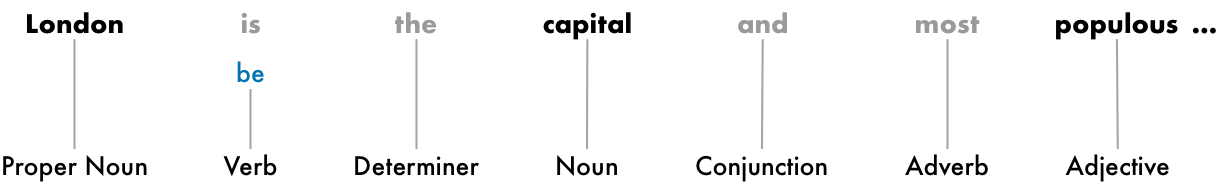 London is the capital and most populous ...
be
Proper Noun Verb Determiner Noun Conjunction Adverb Adjective